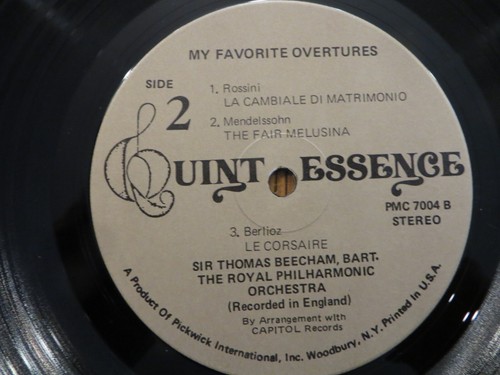 MY FAVORITE OVERTURES
SIDE
2
1. Rossini
LA CAMBIALE DI MATRIMONIO
2. Mendelssohn
THE FAIR MELUSINA
QUINT ESSENCE
PMC 7004 B
STEREO
3. Berlioz
LE CORSAIRE
SIR THOMAS BEECHAM, BART.
THE ROYAL PHILHARMONIC
ORCHESTRA
(Recorded in England)
By Arrangement with
CAPITOL Records
A Product Of Pickwick International, Inc. Woodbury, N.Y. Printed In U.S.A.